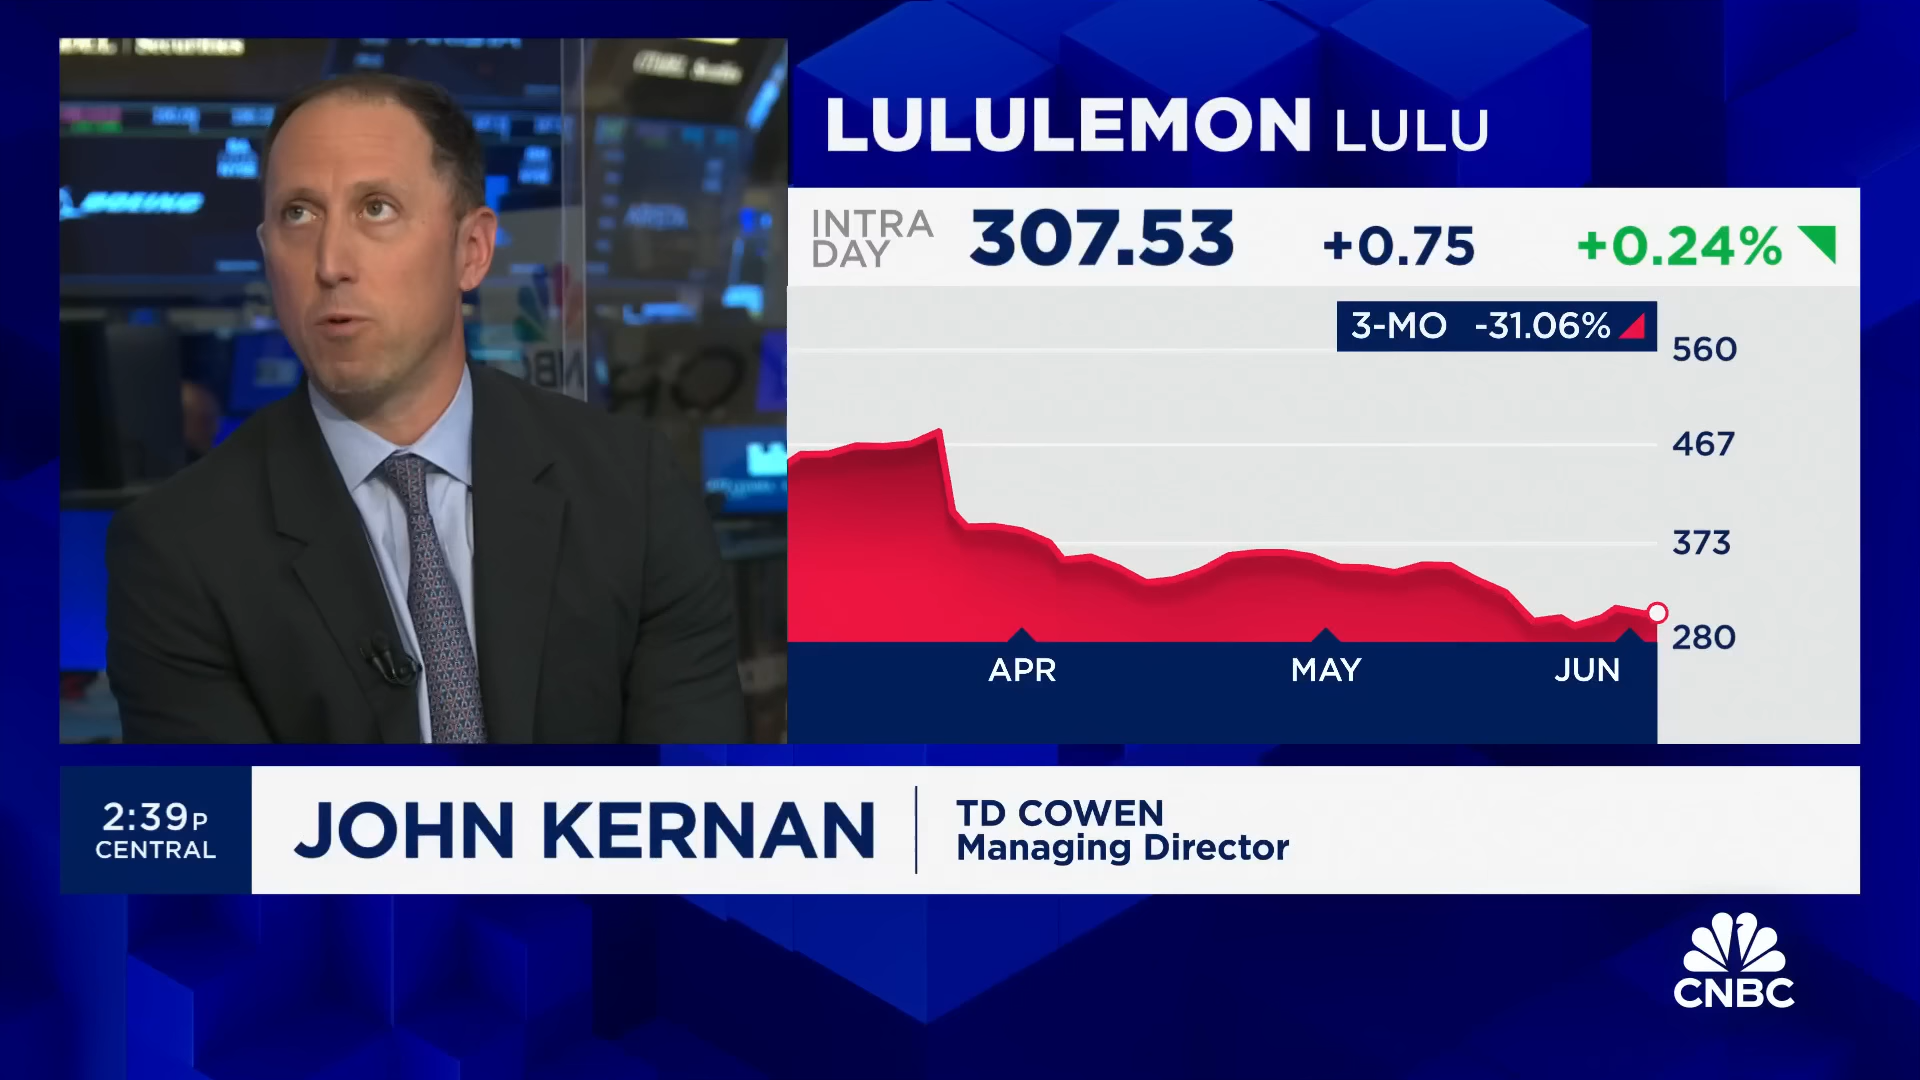 LULULEMON LULU
INTRA
DAY
307.53
+0.75
+0.24%
3-MO -31.06%
560
467
373
280
APR
MAY
JUN
BOEING
2:39P
CENTRAL
JOHN KERNAN
TD COWEN
Managing Director
CNBC